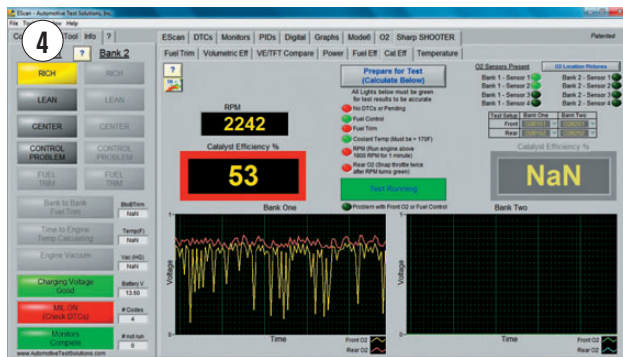 EScan - Automotive Test Solutions, Inc.
Help
4
Tool Info ?
EScan DTCs Monitors PIDs Digital Graphs Mode6 O2 Sharp SHOOTER
Patented
Fuel Trim Volumetric Eff VE/TFT Compare Power Fuel Eff Cat Eff Temperature
? Bank 2
RICH RICH
LEAN LEAN
CENTER CENTER
CONTROL PROBLEM CONTROL PROBLEM
FUEL TRIM FUEL TRIM
Bank to Bank Fuel Trim
BtoBTrim
NaN
Time to Engine Temp Calculating
Temp(F)
NaN
Engine Vacuum
Vac (HG)
NaN
Charging Voltage Good
Battery V
13.60
MIL ON (Check DTCs)
# Codes
4
Monitors Complete
# not run
0
www.AutomotiveTestSolutions.com
?
RPM
2242
Catalyst Efficiency %
53
Prepare for Test
(Calculate Below)
All Lights below must be green
for test results to be accurate
No DTCs or Pending
Fuel Control
Fuel Trim
Coolant Temp (Must be > 170F)
RPM (Run engine above
1800 RPM for 1 minute)
Rear O2 (Snap throttle twice
after RPM turns green)
Test Running
Problem with Front O2 or Fuel Control
O2 Sensors Present
O2 Location Pictures
Bank 1 - Sensor 1 Bank 2 - Sensor 1
Bank 1 - Sensor 2 Bank 2 - Sensor 2
Bank 1 - Sensor 3 Bank 2 - Sensor 3
Bank 1 - Sensor 4 Bank 2 - Sensor 4
Test Setup Bank One Bank Two
Front
Rear
Catalyst Efficiency %
NaN
Bank One
Voltage
Time
Front O2
Rear O2
Bank Two
Voltage
Time
Front O2
Rear O2